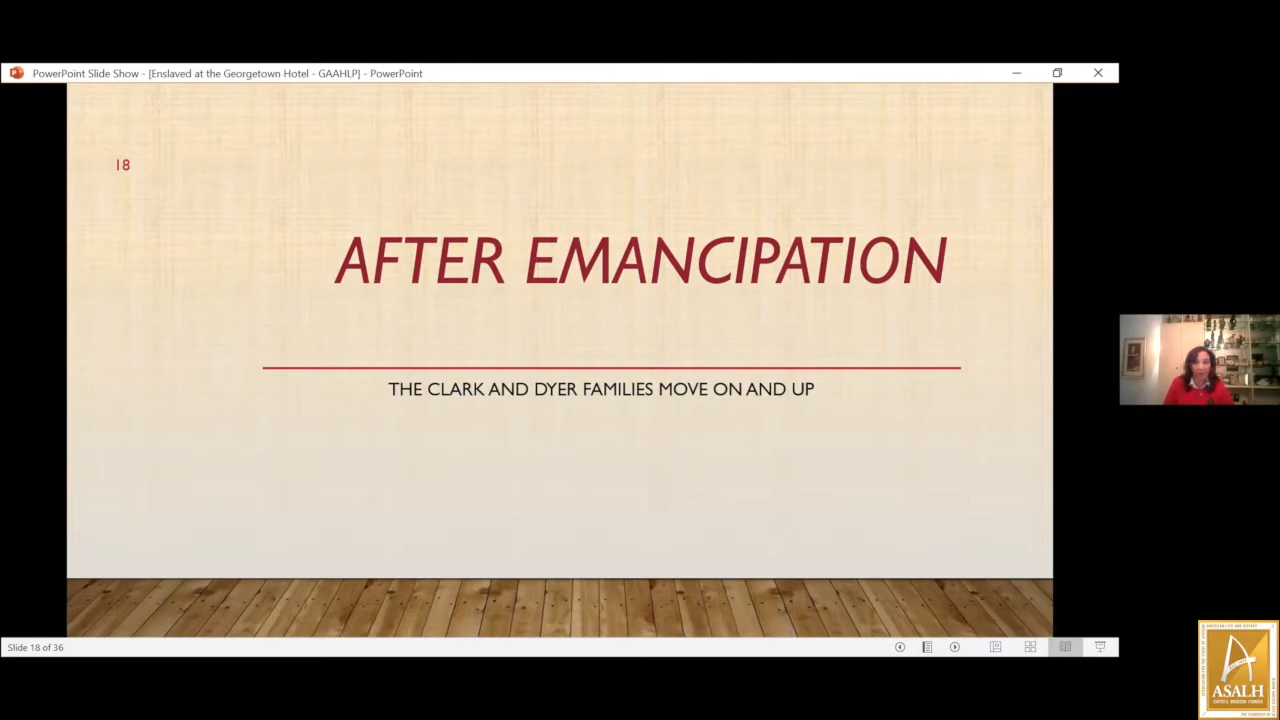 PowerPoint Slide Show - [Enslaved at the Georgetown Hotel - GAAHLP] - PowerPoint
18
AFTER EMANCIPATION
THE CLARK AND DYER FAMILIES MOVE ON AND UP
Slide 18 of 36
ASALH